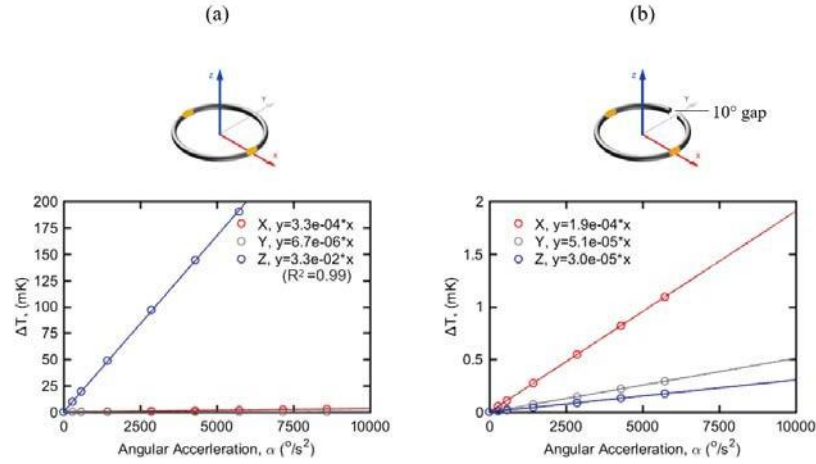 (a)
Z
Y
X
200
175
150
125
100
75
50
25
0
ΔT, (mK)
X, y=3.3e-04*x
Y, y=6.7e-06*x
Z, y=3.3e-02*x
(R²=0.99)
0 2500 5000 7500 10000
Angular Accerleration, α (°/s²)
(b)
Z
Y
10° gap
X
2
1.5
1
0.5
0
ΔT, (mK)
X, y=1.9e-04*x
Y, y=5.1e-05*x
Z, y=3.0e-05*x
0 2500 5000 7500 10000
Angular Accerleration, α (°/s²)